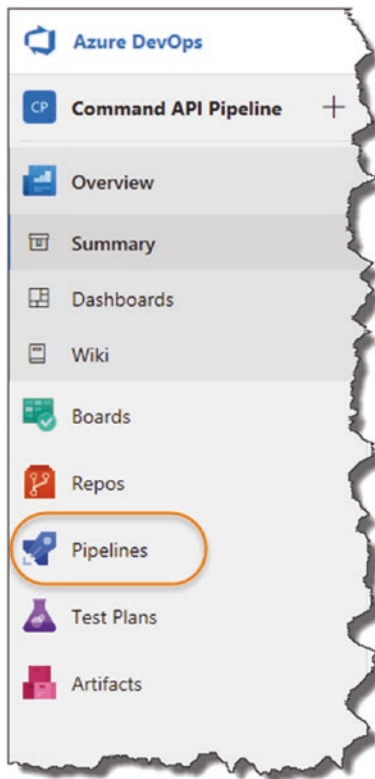 Azure DevOps
CP Command API Pipeline +
Overview
Summary
Dashboards
Wiki
Boards
Repos
Pipelines
Test Plans
Artifacts